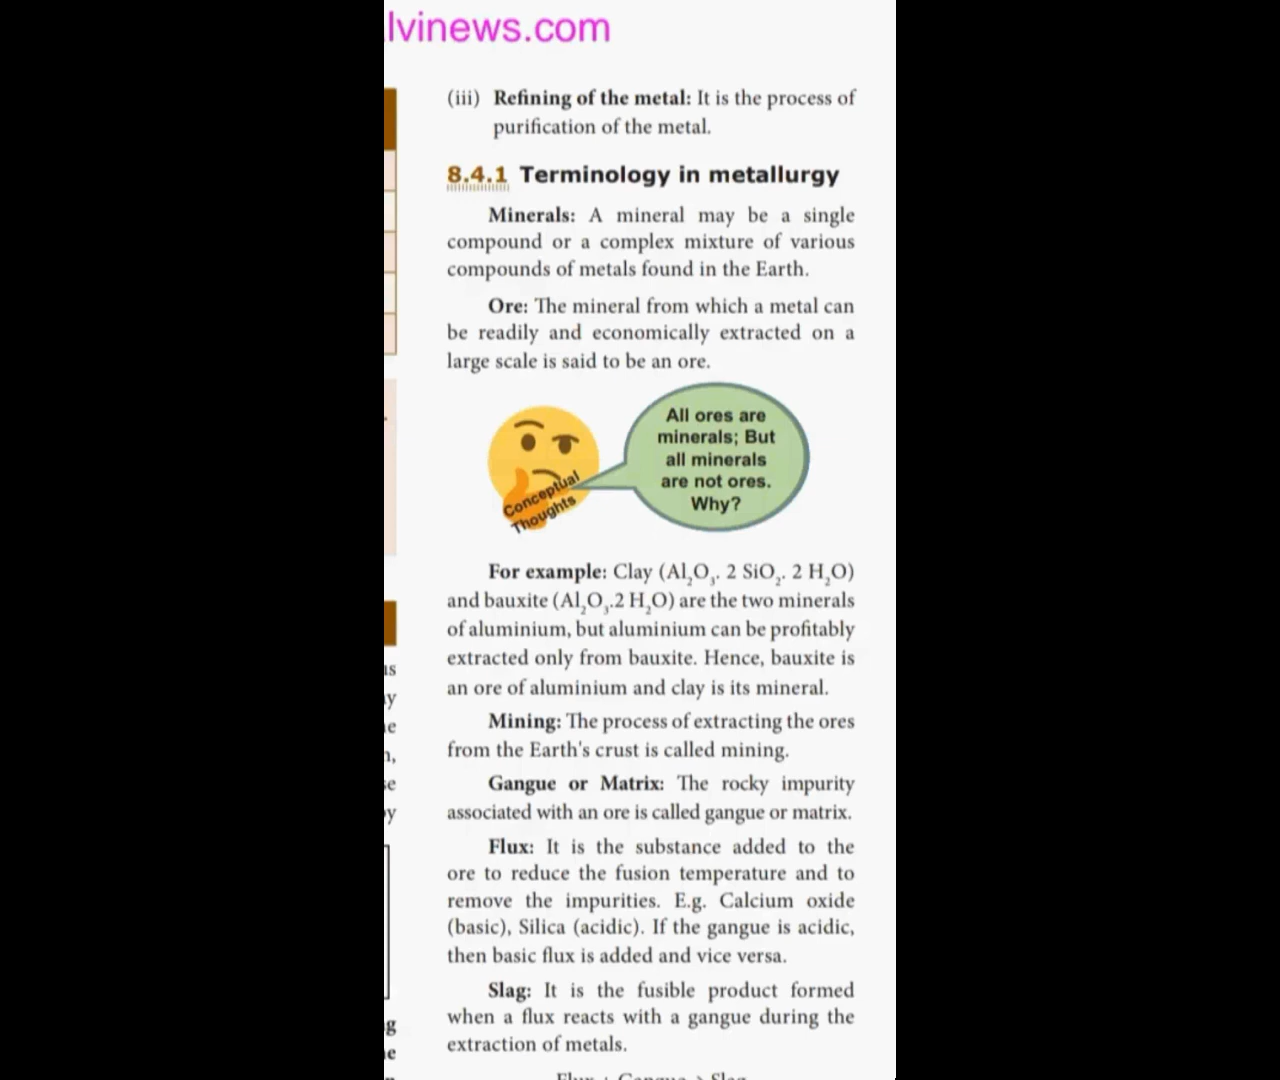 lvinews.com
(iii) Refining of the metal: It is the process of
purification of the metal.
8.4.1 Terminology in metallurgy
Minerals: A mineral may be a single
compound or a complex mixture of various
compounds of metals found in the Earth.
Ore: The mineral from which a metal can
be readily and economically extracted on a
large scale is said to be an ore.
Conceptual
Thoughts
All ores are
minerals; But
all minerals
are not ores.
Why?
For example: Clay (Al₂O₃. 2 SiO₂. 2 H₂O)
and bauxite (Al₂O₃.2 H₂O) are the two minerals
of aluminium, but aluminium can be profitably
extracted only from bauxite. Hence, bauxite is
an ore of aluminium and clay is its mineral.
Mining: The process of extracting the ores
from the Earth's crust is called mining.
Gangue or Matrix: The rocky impurity
associated with an ore is called gangue or matrix.
Flux: It is the substance added to the
ore to reduce the fusion temperature and to
remove the impurities. E.g. Calcium oxide
(basic), Silica (acidic). If the gangue is acidic,
then basic flux is added and vice versa.
Slag: It is the fusible product formed
when a flux reacts with a gangue during the
extraction of metals.